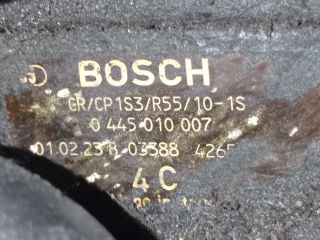 BOSCH
CR/CP1S3/R55/10-1S
0 445 010 007
01.02.23 B 03388
4 C